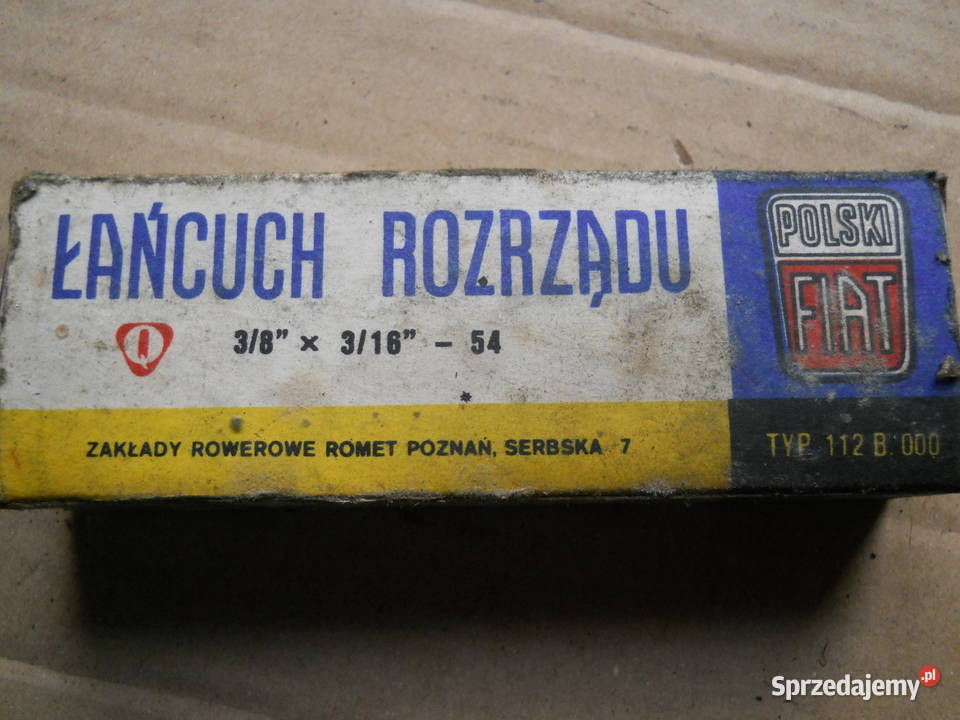 ŁAŃCUCH ROZRZĄDU
POLSKI
FIAT
Q
3/8" × 3/16" - 54
*
ZAKŁADY ROWEROWE ROMET POZNAŃ, SERBSKA 7
TYP 112 B. 000
Sprzedajemy.pl